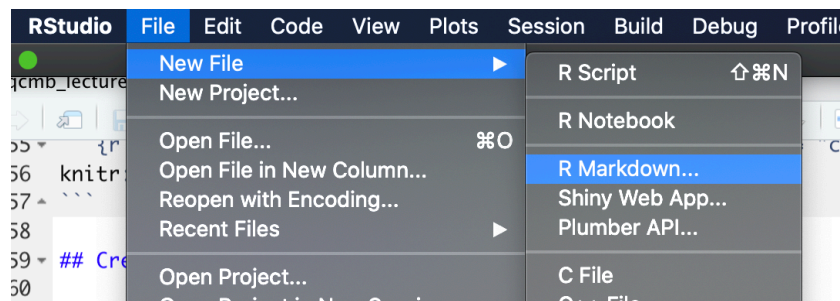 RStudio File Edit Code View Plots Session Build Debug Profil
New File
New Project...
Open File... ⌘O
Open File in New Column...
Reopen with Encoding...
Recent Files
Open Project...
R Script ⇧⌘N
R Notebook
R Markdown...
Shiny Web App...
Plumber API...
C File
qcmb_lecture
55 {r
56 knitr
57 ```
58
59 ## Cre
60